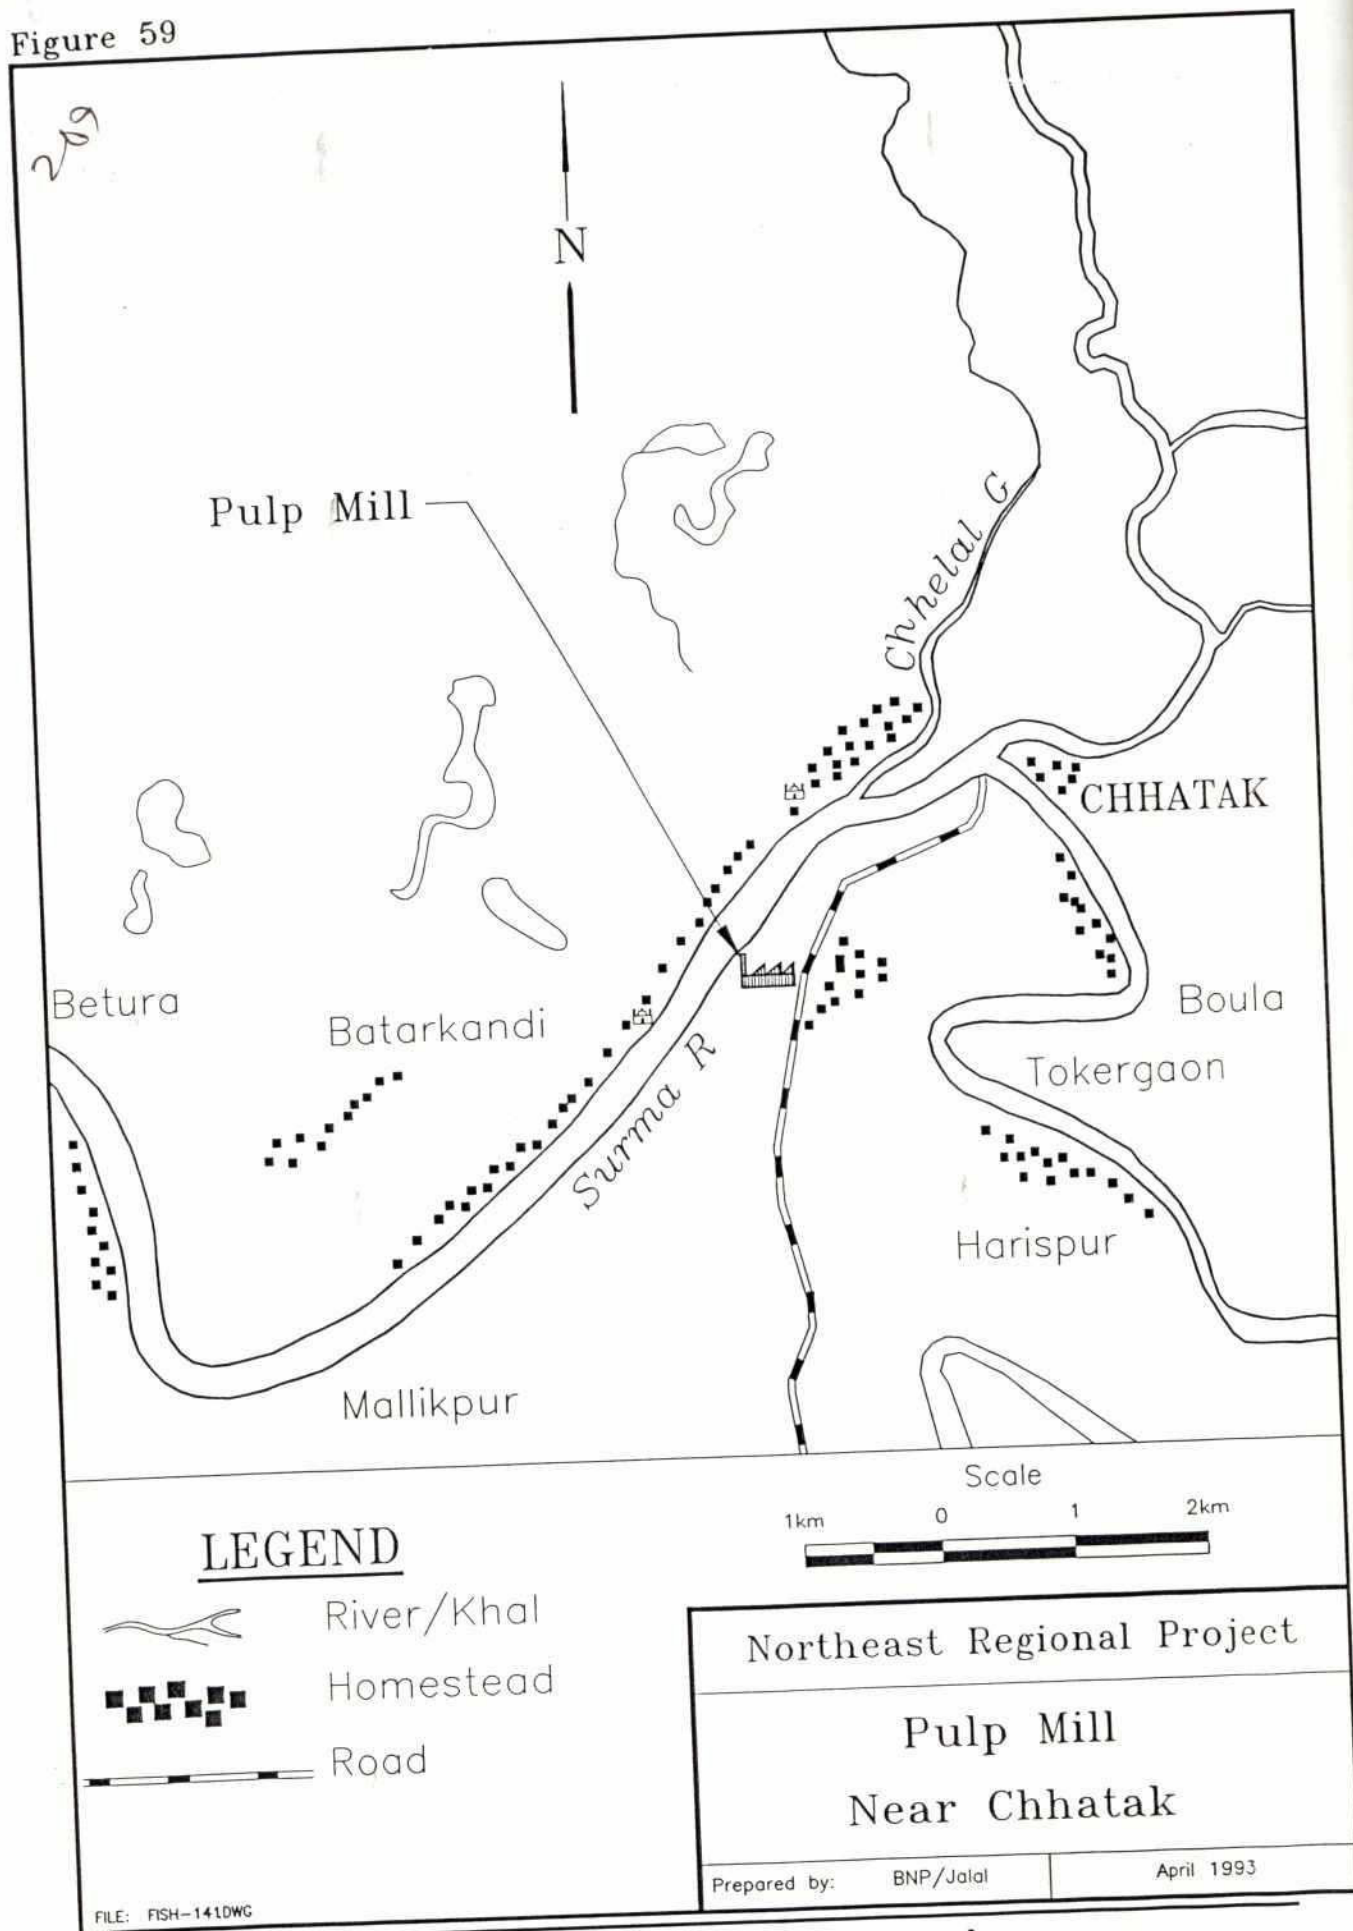 Figure 59
209
N
Pulp Mill
Chhelal G
CHHATAK
Betura
Batarkandi
Boula
Tokergaon
Surma R
Harispur
Mallikpur
Scale
1km 0 1 2km
LEGEND
River/Khal
Homestead
Road
Northeast Regional Project
Pulp Mill
Near Chhatak
Prepared by: BNP/Jalal April 1993
FILE: FISH-141DWG